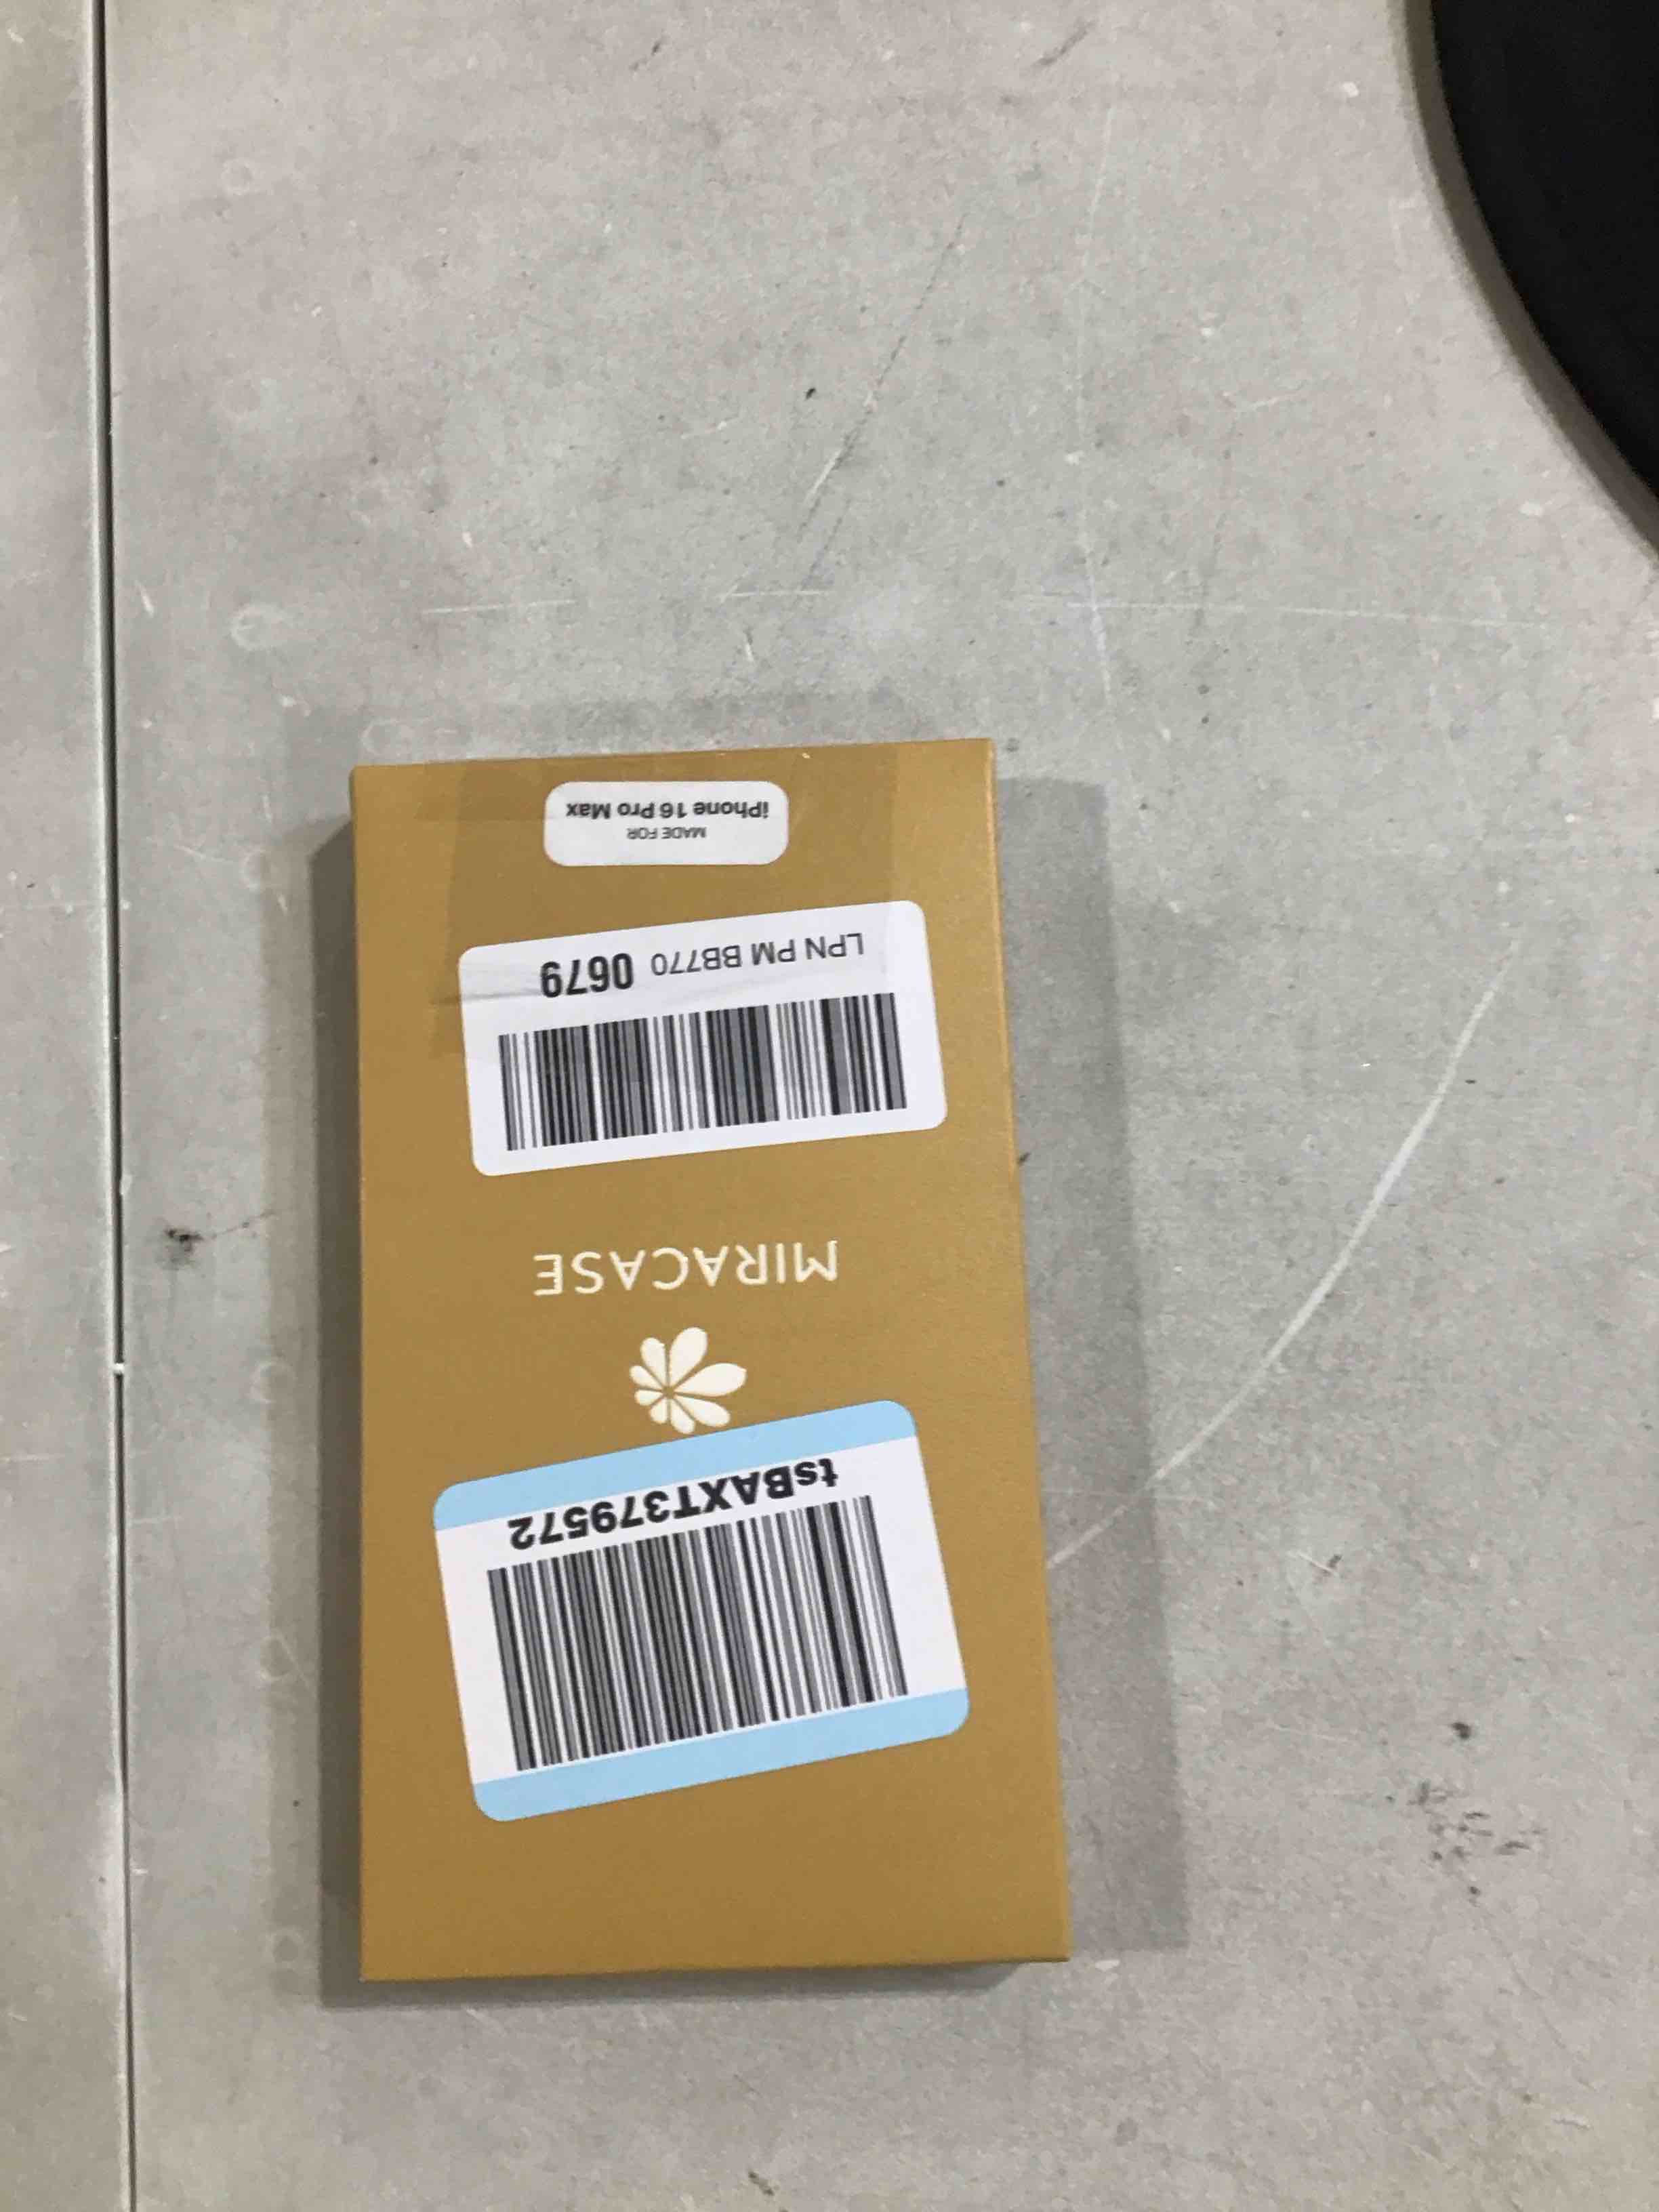 tsBAXT379572
MIRACASE
LPN PM BB770 0679
MADE FOR
iPhone 16 Pro Max